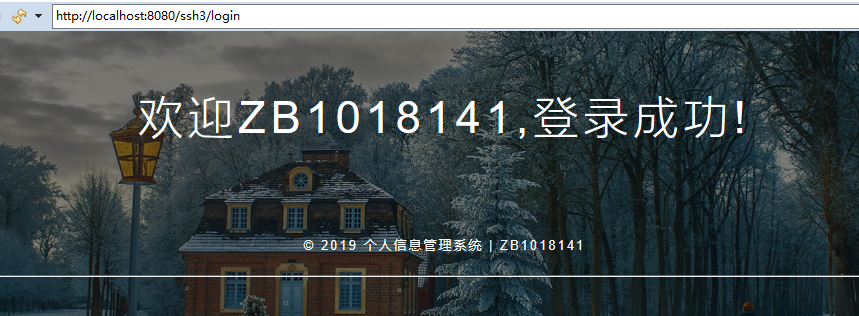 http://localhost:8080/ssh3/login
欢迎ZB1018141,登录成功!
© 2019 个人信息管理系统 | ZB1018141